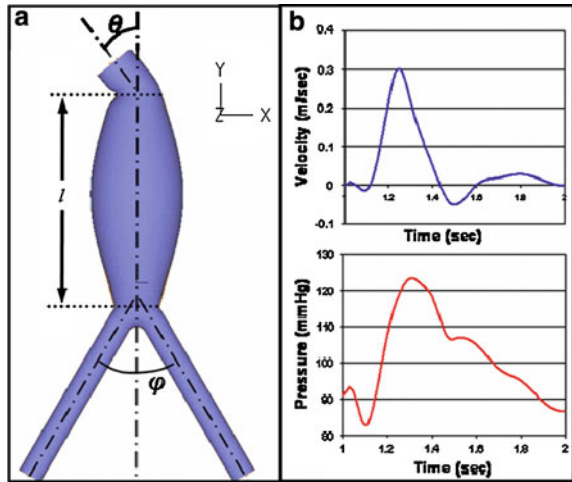 a
θ
Y
Z
X
l
φ
b
Velocity (m/sec)
0.4
0.3
0.2
0.1
0
-0.1
1
1.2
1.4
1.6
1.8
2
Time (sec)
Pressure (mmHg)
130
120
110
100
90
80
1
1.2
1.4
1.6
1.8
2
Time (sec)